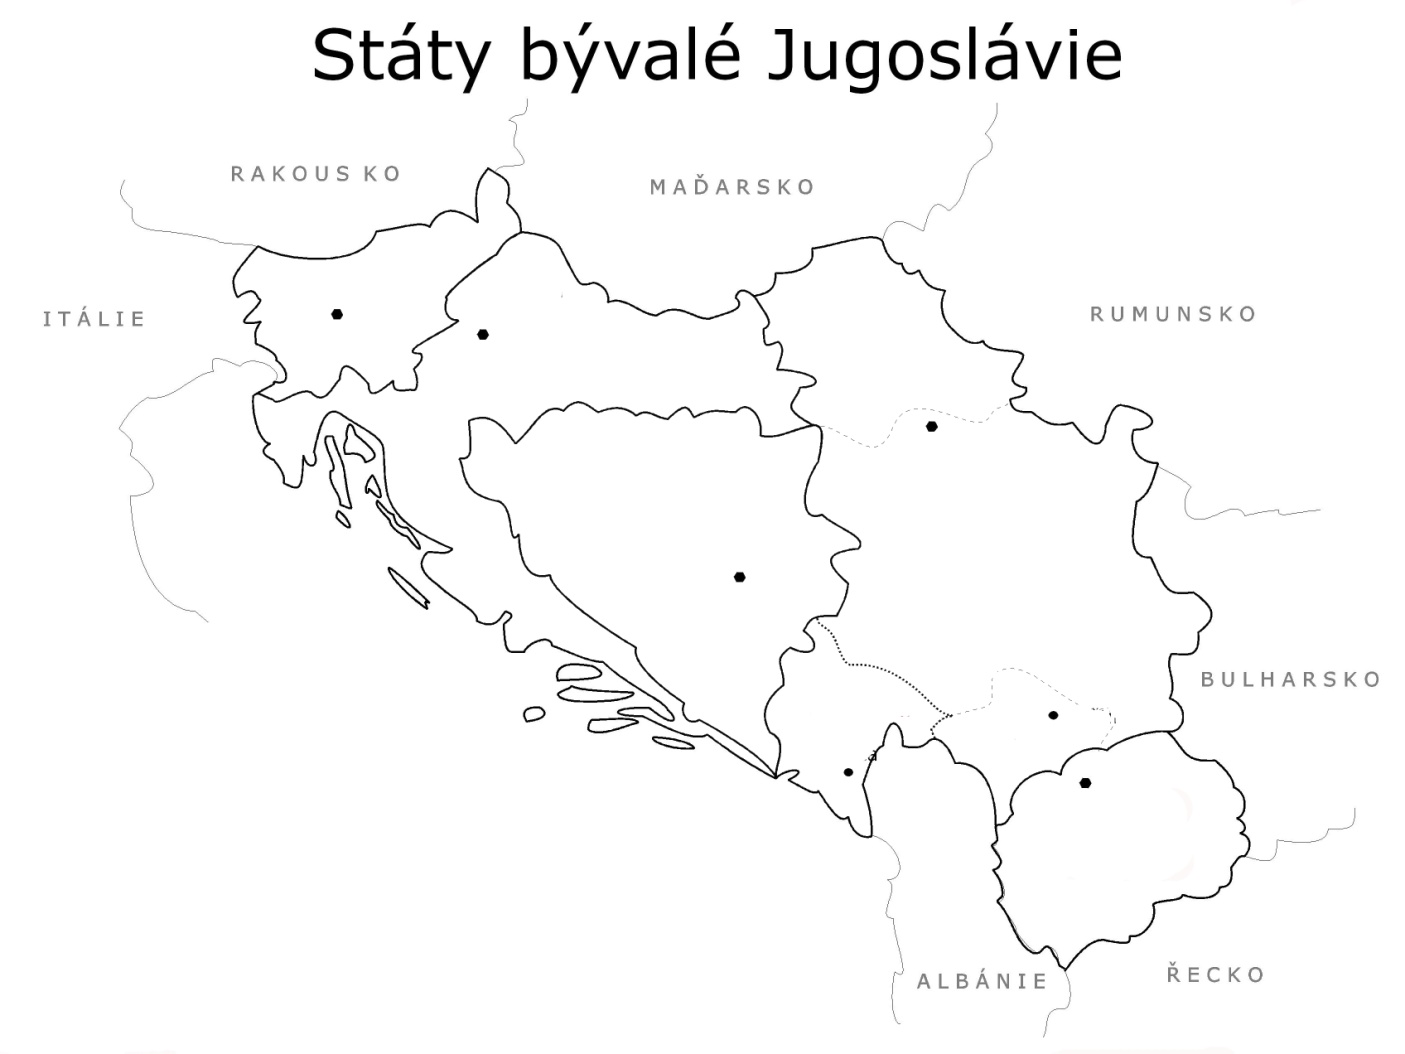 Státy bývalé Jugoslávie
RAKOUS KO
MAĎARSKO
ITÁLIE
RUMUNSKO
BULHARSKO
a
ALBÁNIE
ŘECKO